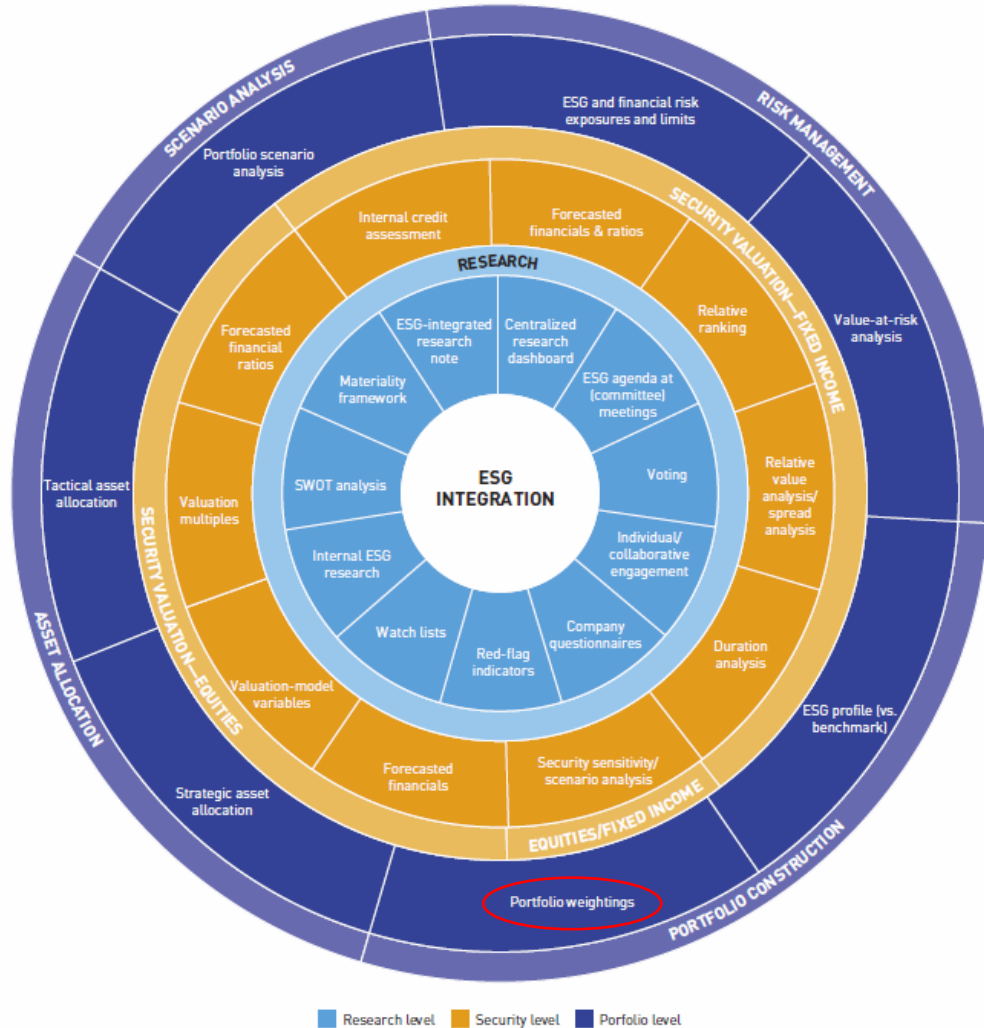 SCENARIO ANALYSIS
RISK MANAGEMENT
ESG and financial risk
exposures and limits
Portfolio scenario
analysis
Value-at-risk
analysis
Tactical asset
allocation
ASSET ALLOCATION
Strategic asset
allocation
ESG profile (vs.
benchmark)
PORTFOLIO CONSTRUCTION
Portfolio weightings
SECURITY VALUATION—FIXED INCOME
Internal credit
assessment
Forecasted
financials & ratios
Relative
ranking
Relative
value analysis/
spread analysis
Duration
analysis
EQUITIES/FIXED INCOME
Security sensitivity/
scenario analysis
SECURITY VALUATION—EQUITIES
Forecasted
financial
ratios
Valuation
multiples
Valuation-model
variables
Forecasted
financials
RESEARCH
ESG-integrated
research
note
Centralized
research
dashboard
ESG agenda at
(committee)
meetings
Voting
Individual/
collaborative
engagement
Company
questionnaires
Red-flag
indicators
Watch lists
Internal ESG
research
SWOT analysis
Materiality
framework
ESG
INTEGRATION
Research level
Security level
Porfolio level